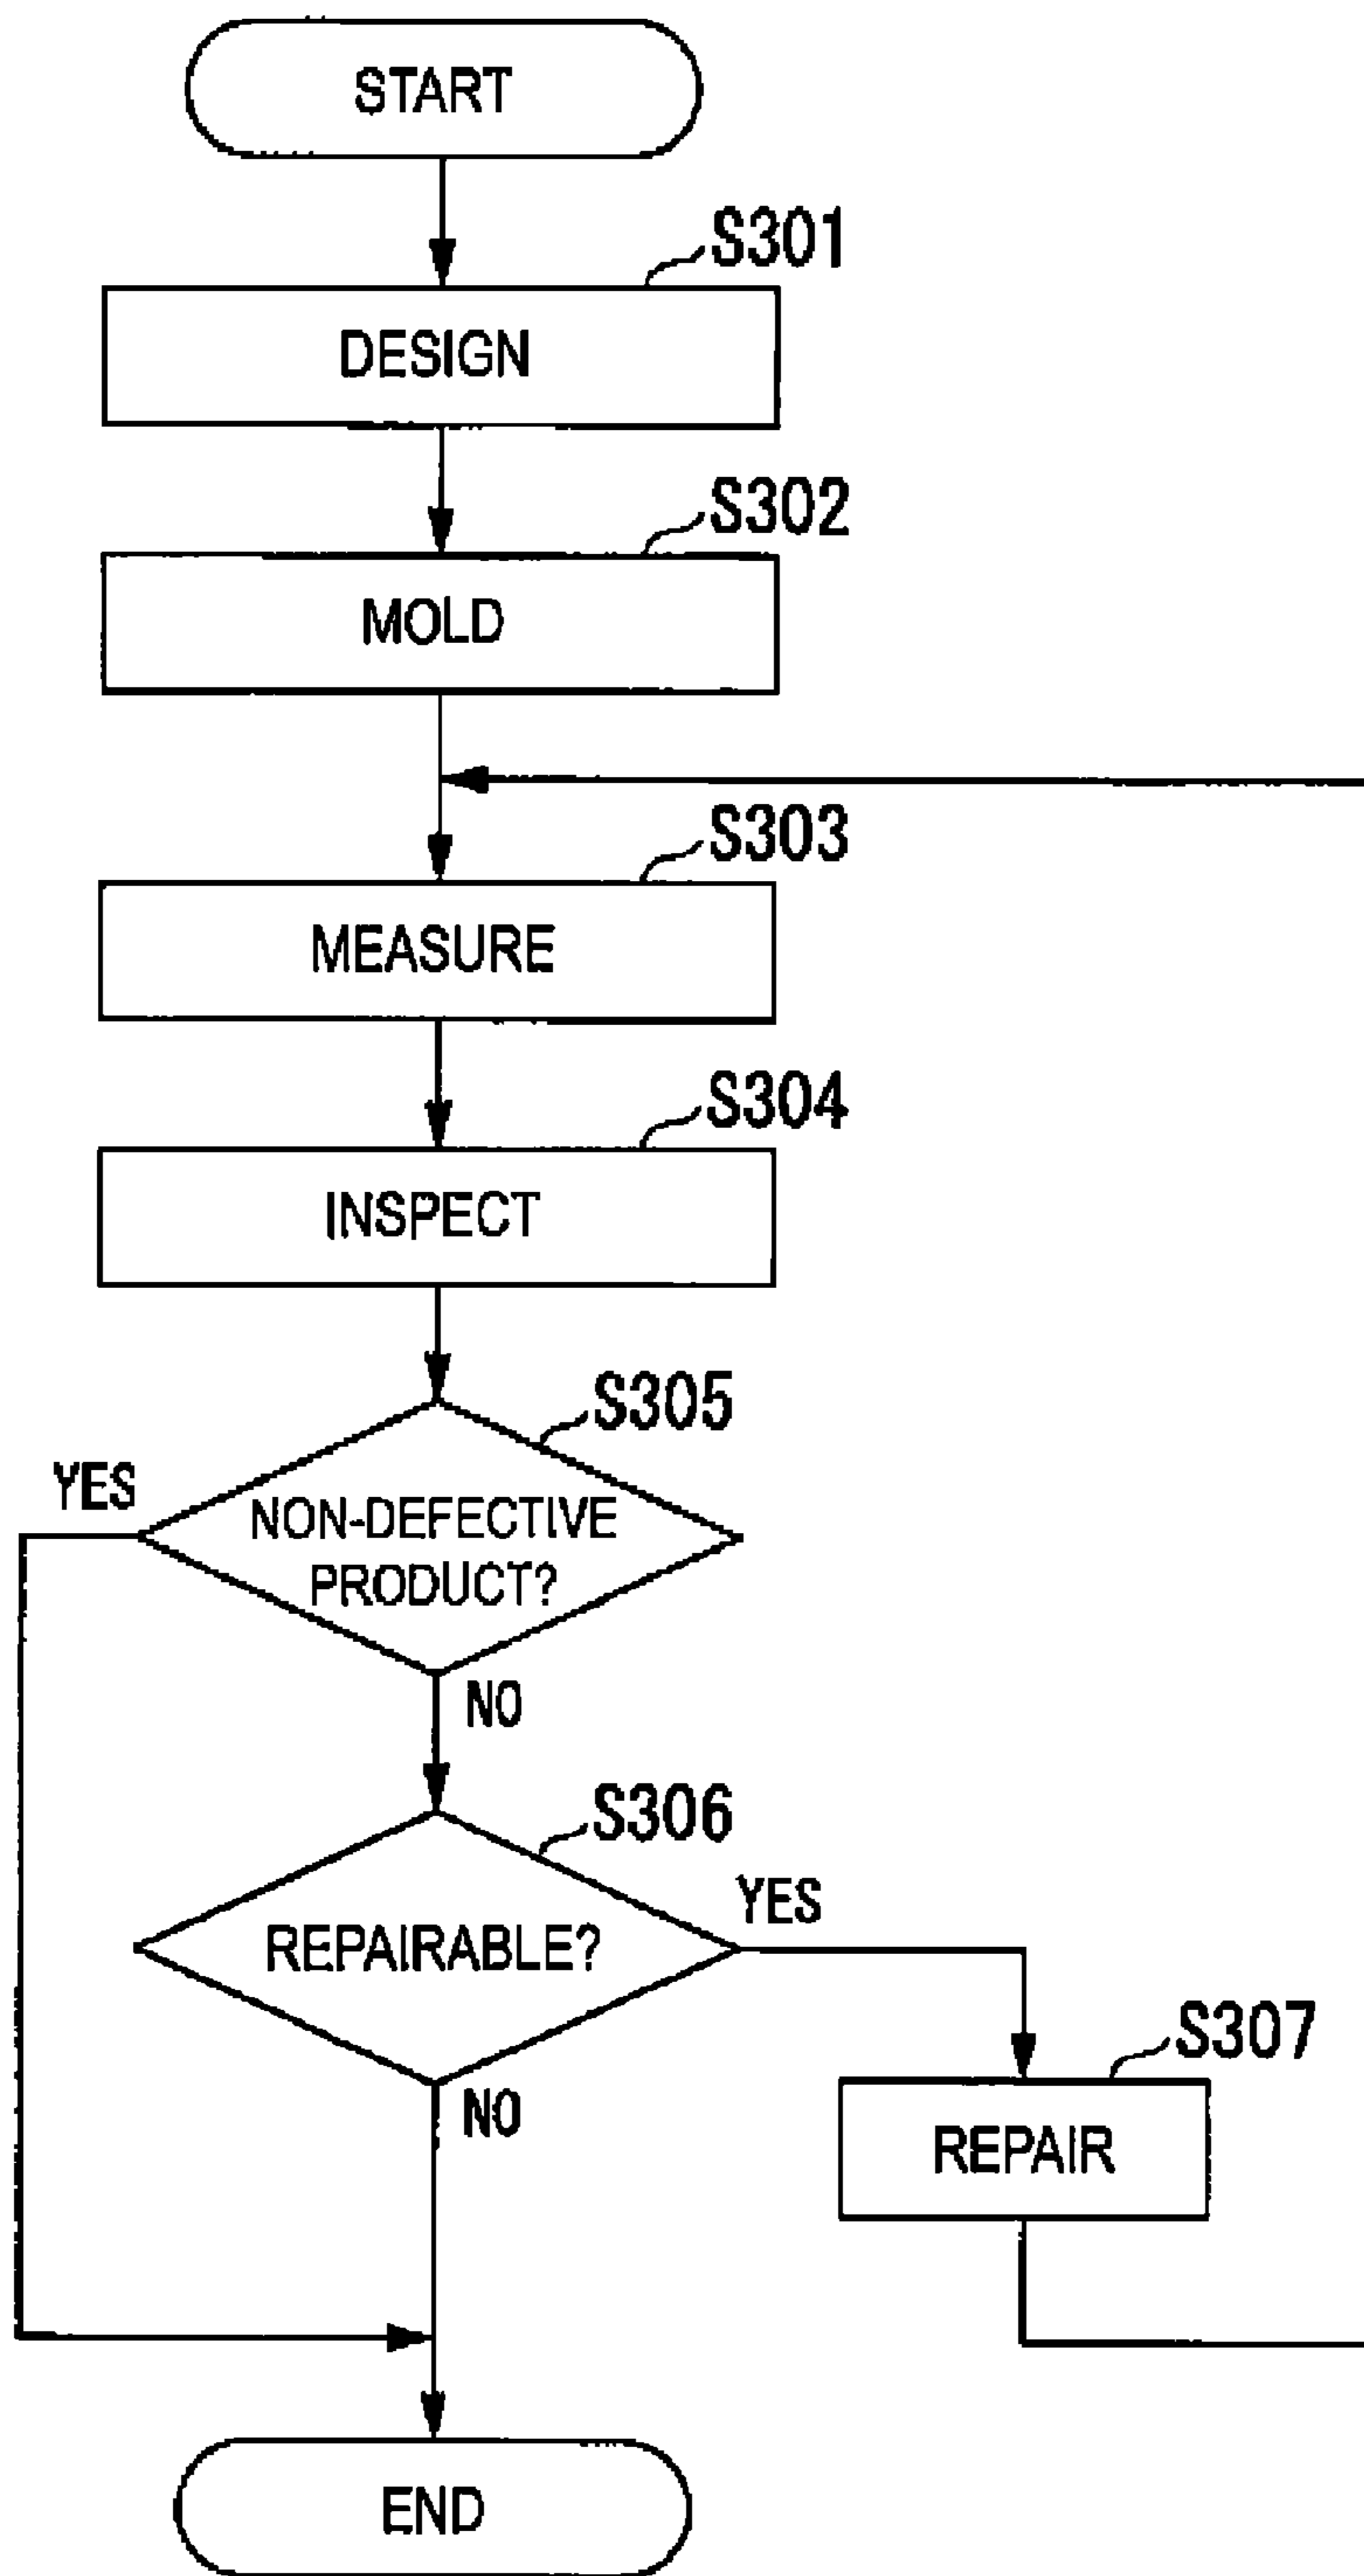 START
S301
DESIGN
S302
MOLD
S303
MEASURE
S304
INSPECT
S305
YES
NON-DEFECTIVE
PRODUCT?
NO
S306
YES
REPAIRABLE?
S307
NO
REPAIR
END